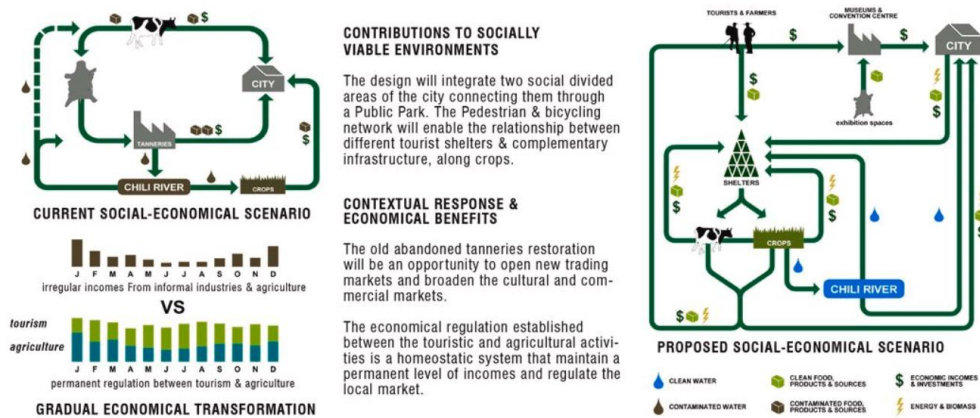 $
$
CITY
TANNERIES
$
$
CHILI RIVER
CROPS
$
CURRENT SOCIAL-ECONOMICAL SCENARIO
J F M A M J J A S O N D
irregular incomes From informal industries & agriculture
VS
tourism
agriculture
J F M A M J J A S O N D
permanent regulation between tourism & agriculture
GRADUAL ECONOMICAL TRANSFORMATION
CONTRIBUTIONS TO SOCIALLY
VIABLE ENVIRONMENTS
The design will integrate two social divided
areas of the city connecting them through
a Public Park. The Pedestrian & bicycling
network will enable the relationship between
different tourist shelters & complementary
infrastructure, along crops.
CONTEXTUAL RESPONSE &
ECONOMICAL BENEFITS
The old abandoned tanneries restoration
will be an opportunity to open new trading
markets and broaden the cultural and com-
mercial markets.
The economical regulation established
between the touristic and agricultural activi-
ties is a homeostatic system that maintain a
permanent level of incomes and regulate the
local market.
TOURISTS & FARMERS
MUSEUMS &
CONVENTION CENTRE
$
$
CITY
$
$
exhibition spaces
SHELTERS
$
$
$
CROPS
CHILI RIVER
$
PROPOSED SOCIAL-ECONOMICAL SCENARIO
CLEAN WATER
CLEAN FOOD,
PRODUCTS & SOURCES
$ ECONOMIC INCOMES
& INVESTMENTS
CONTAMINATED WATER
CONTAMINATED FOOD,
PRODUCTS & SOURCES
ENERGY & BIOMASS